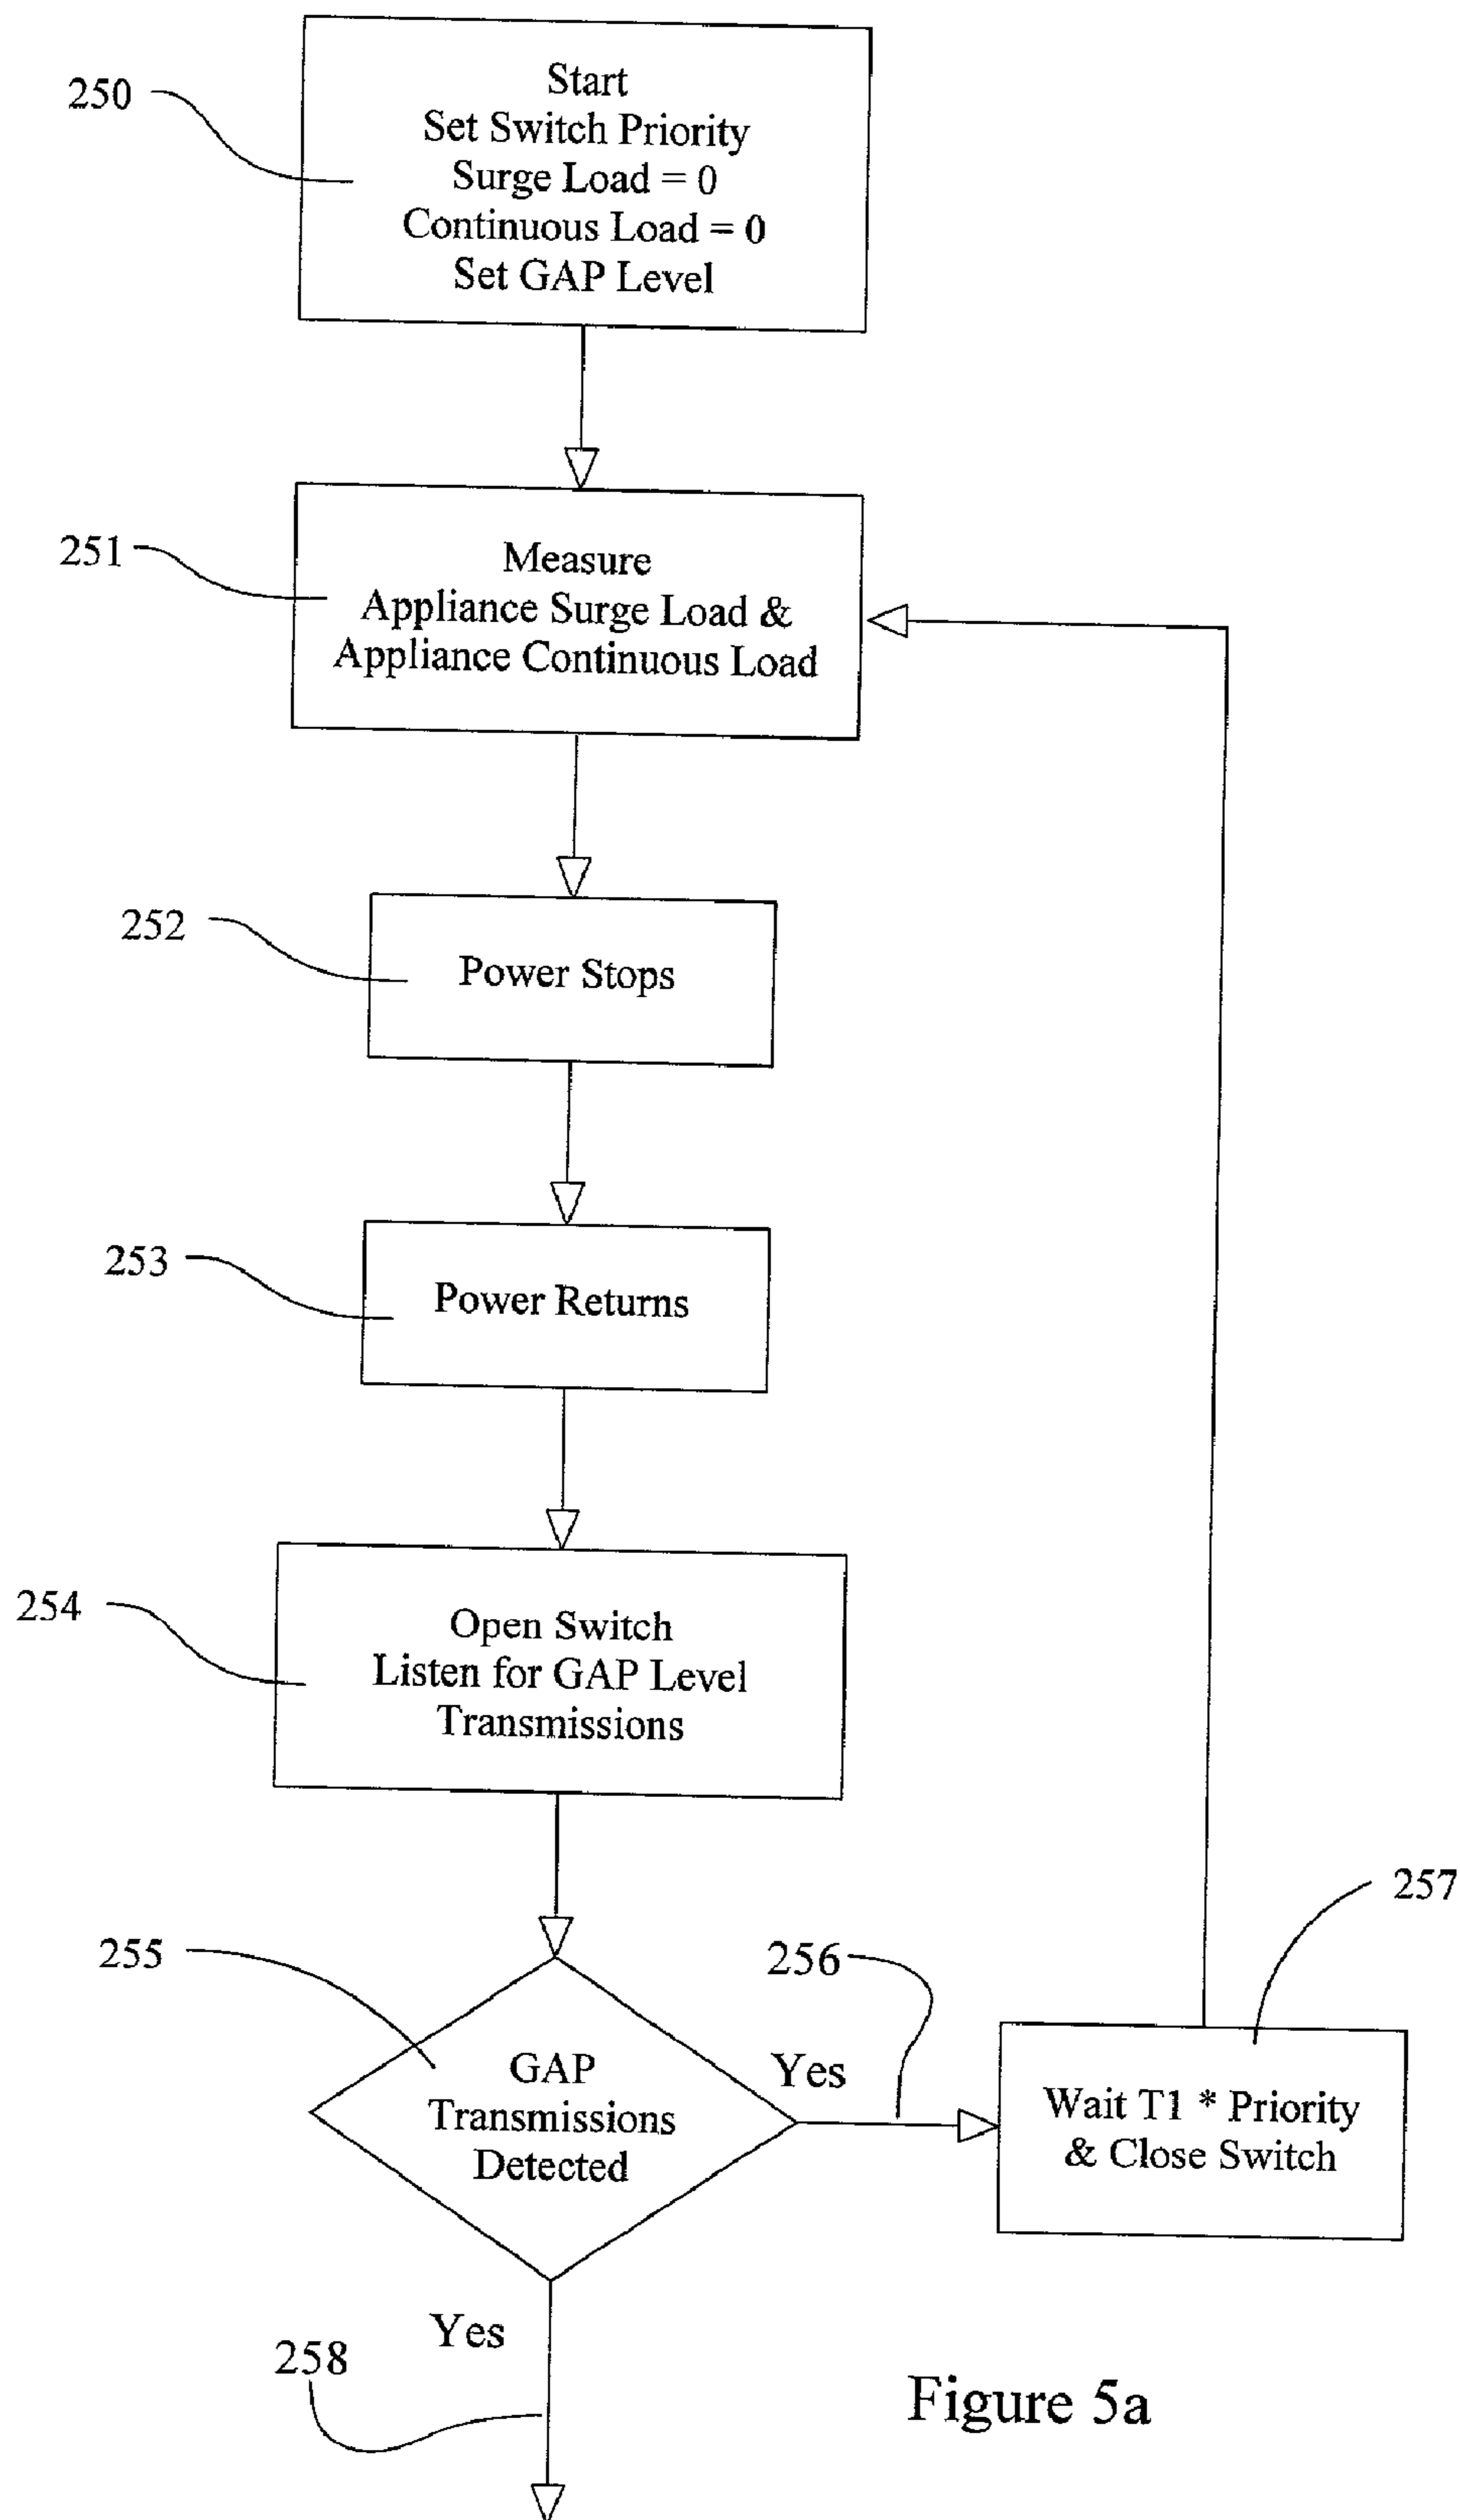 250
Start
Set Switch Priority
Surge Load = 0
Continuous Load = 0
Set GAP Level
251
Measure
Appliance Surge Load &
Appliance Continuous Load
252
Power Stops
253
Power Returns
254
Open Switch
Listen for GAP Level
Transmissions
255
GAP
Transmissions
Detected
Yes
256
257
Wait T1 * Priority
& Close Switch
Yes
258
Figure 5a